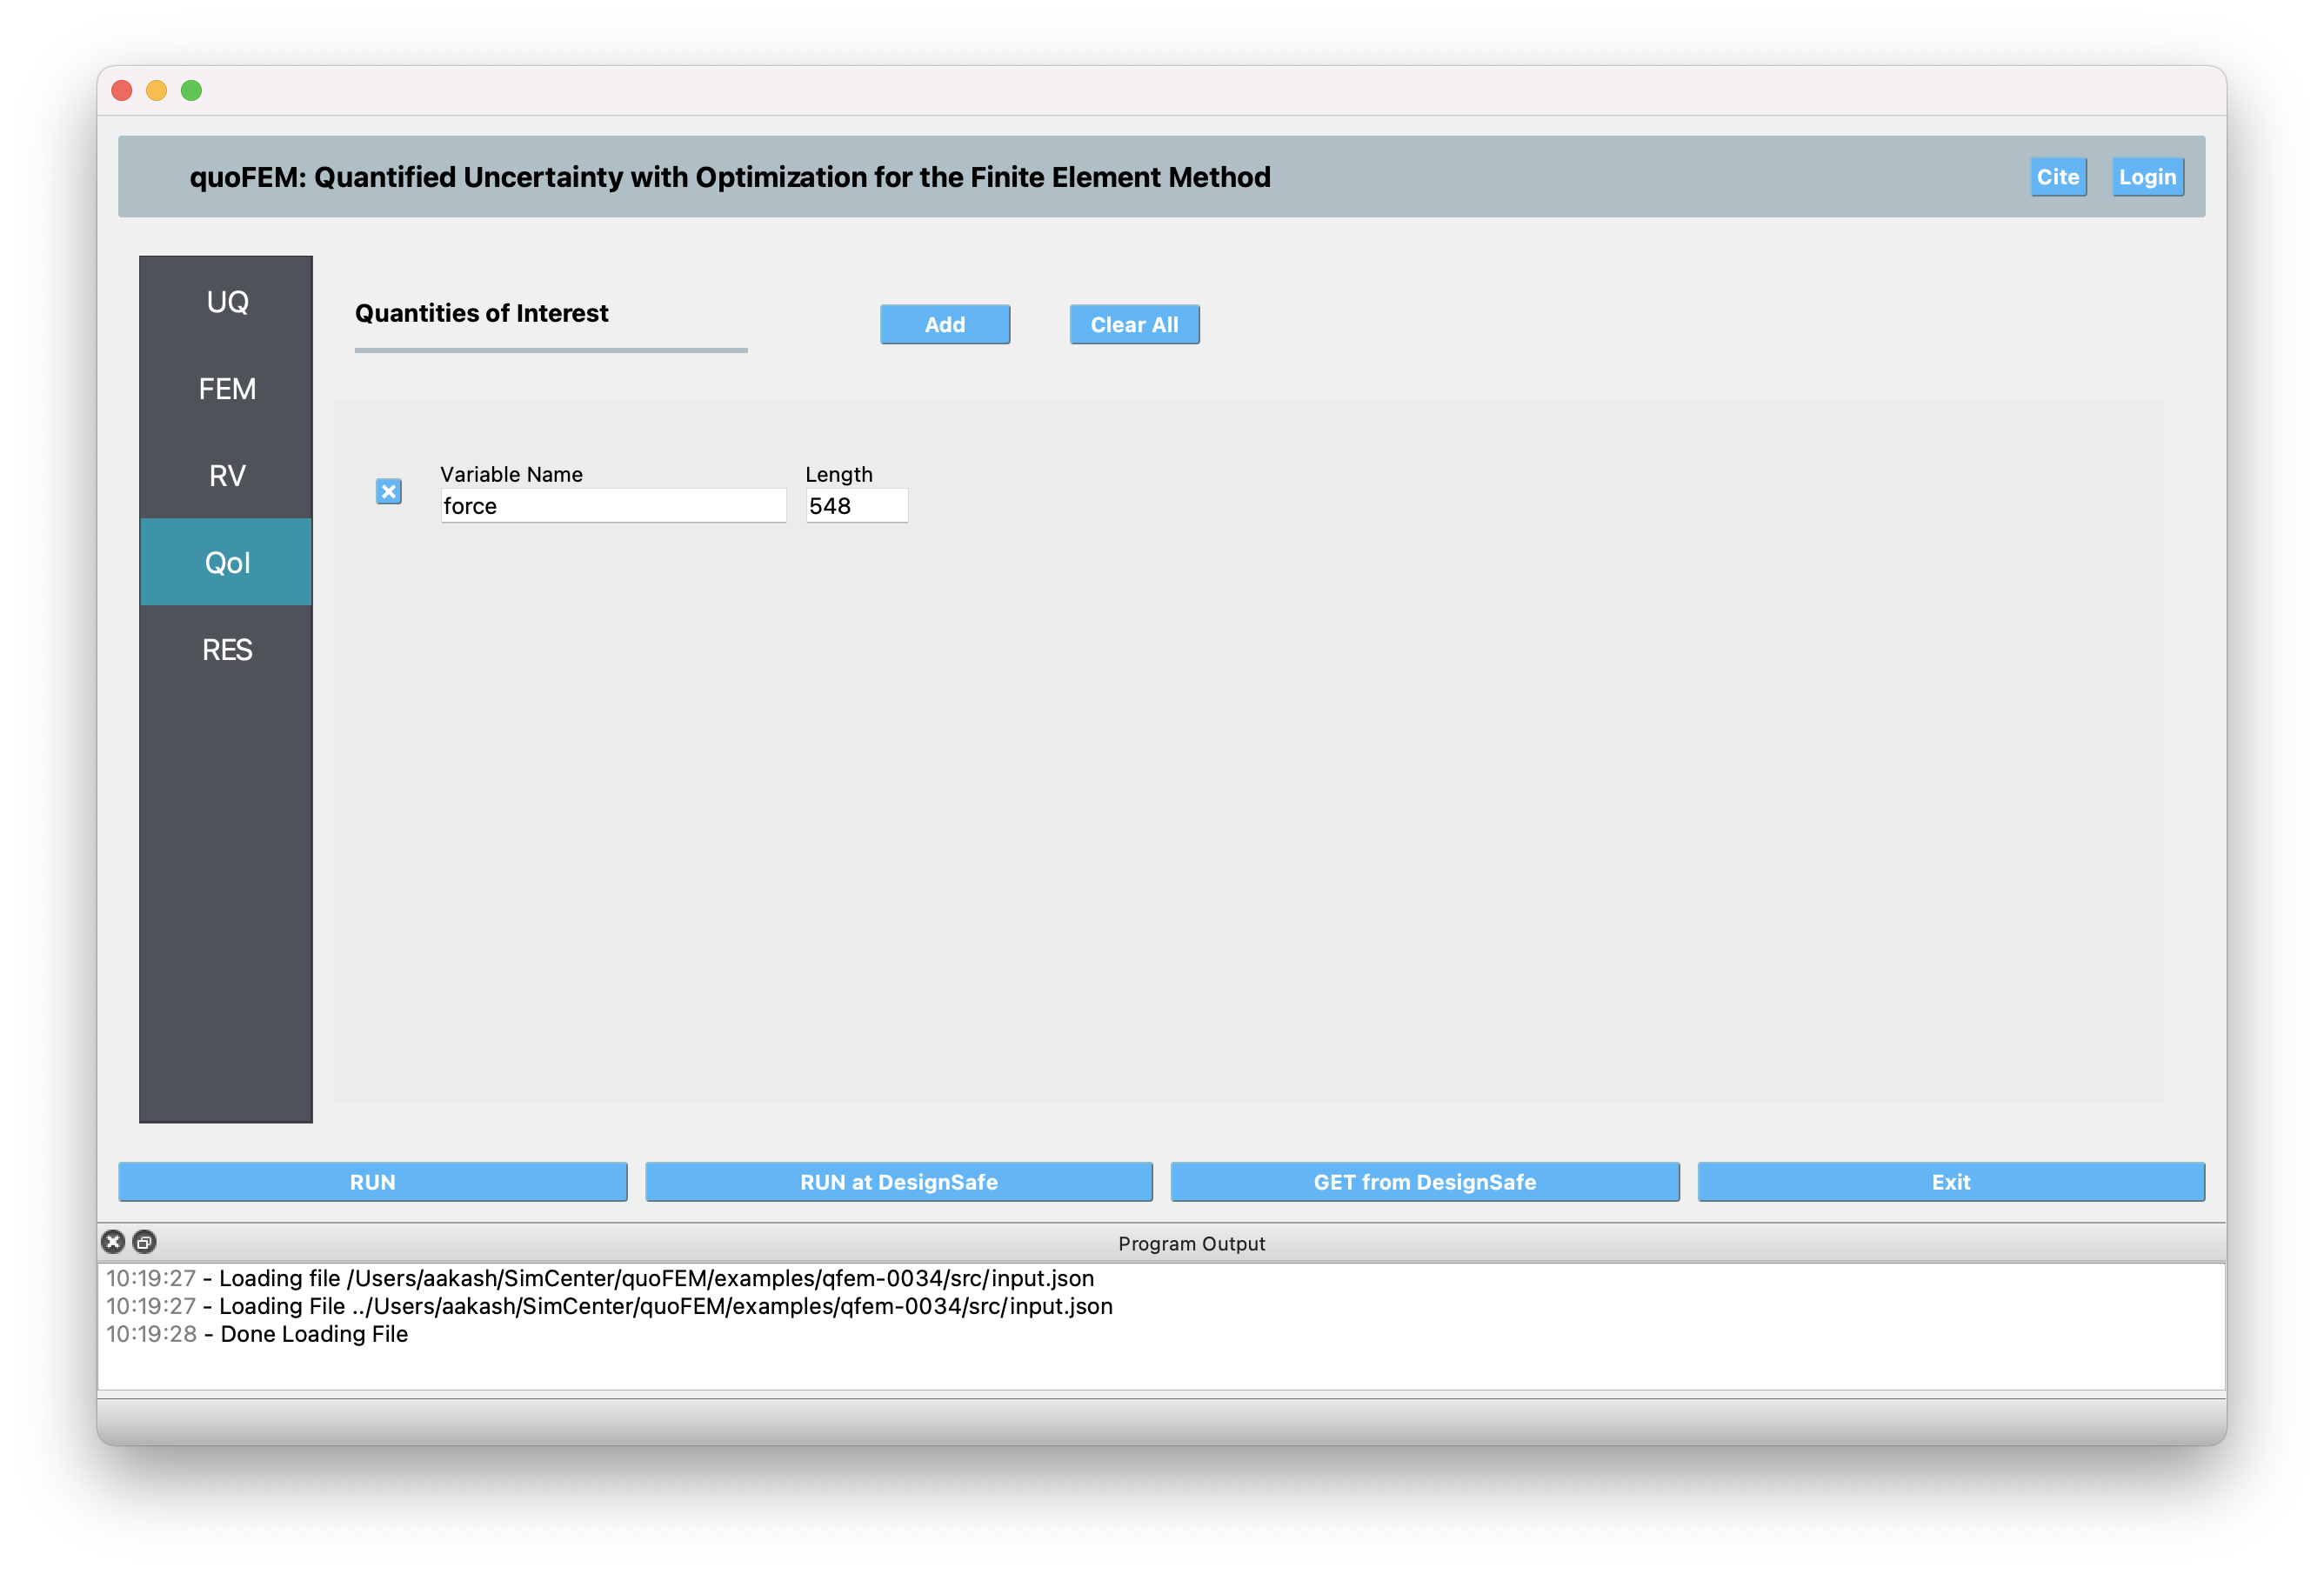 quoFEM: Quantified Uncertainty with Optimization for the Finite Element Method
Cite
Login
UQ
FEM
RV
QoI
RES
Quantities of Interest
Add
Clear All
Variable Name
Length
force
548
RUN
RUN at DesignSafe
GET from DesignSafe
Exit
Program Output
10:19:27 - Loading file /Users/aakash/SimCenter/quoFEM/examples/qfem-0034/src/input.json
10:19:27 - Loading File ../Users/aakash/SimCenter/quoFEM/examples/qfem-0034/src/input.json
10:19:28 - Done Loading File